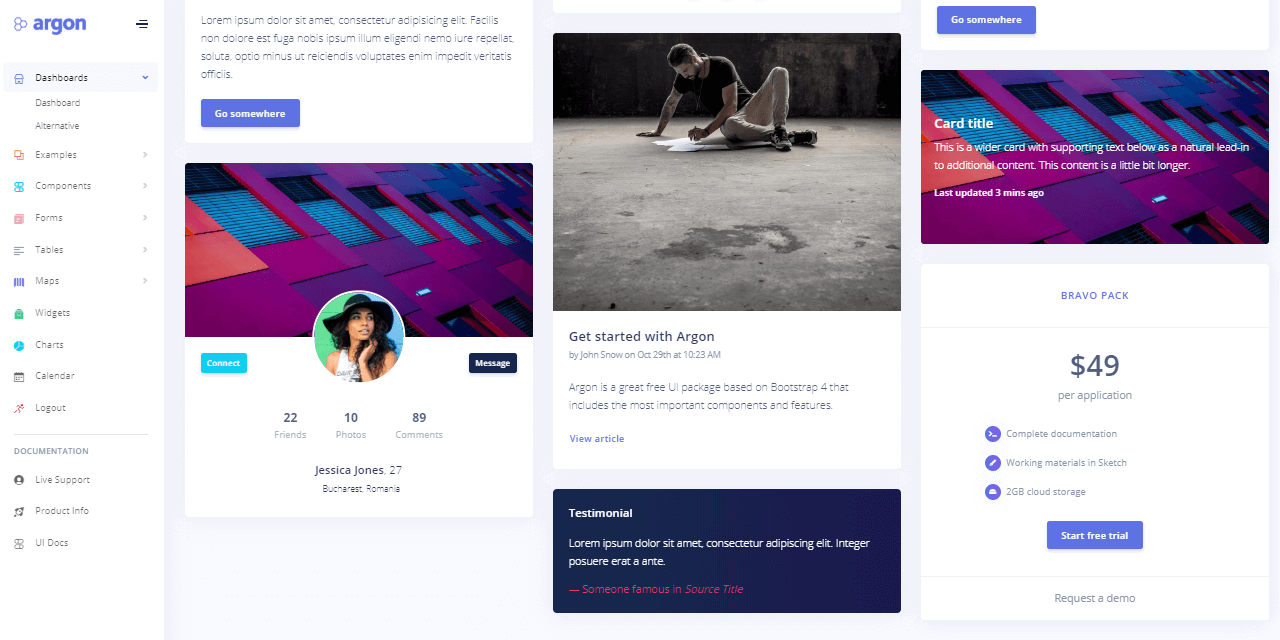 argon
Dashboards
Dashboard
Alternative
Examples
Components
Forms
Tables
Maps
Widgets
Charts
Calendar
Logout
DOCUMENTATION
Live Support
Product Info
UI Docs
Lorem ipsum dolor sit amet, consectetur adipisicing elit. Facilis
non dolore est fuga nobis ipsum illum eligendi nemo iure repellat,
soluta, optio minus ut reiciendis voluptates enim impedit veritatis
officiis.
Go somewhere
Connect
Message
22
Friends
10
Photos
89
Comments
Jessica Jones, 27
Bucharest, Romania
Get started with Argon
by John Snow on Oct 29th at 10:23 AM
Argon is a great free UI package based on Bootstrap 4 that
includes the most important components and features.
View article
Testimonial
Lorem ipsum dolor sit amet, consectetur adipiscing elit. Integer
posuere erat a ante.
— Someone famous in Source Title
Go somewhere
Card title
This is a wider card with supporting text below as a natural lead-in
to additional content. This content is a little bit longer.
Last updated 3 mins ago
BRAVO PACK
$49
per application
Complete documentation
Working materials in Sketch
2GB cloud storage
Start free trial
Request a demo